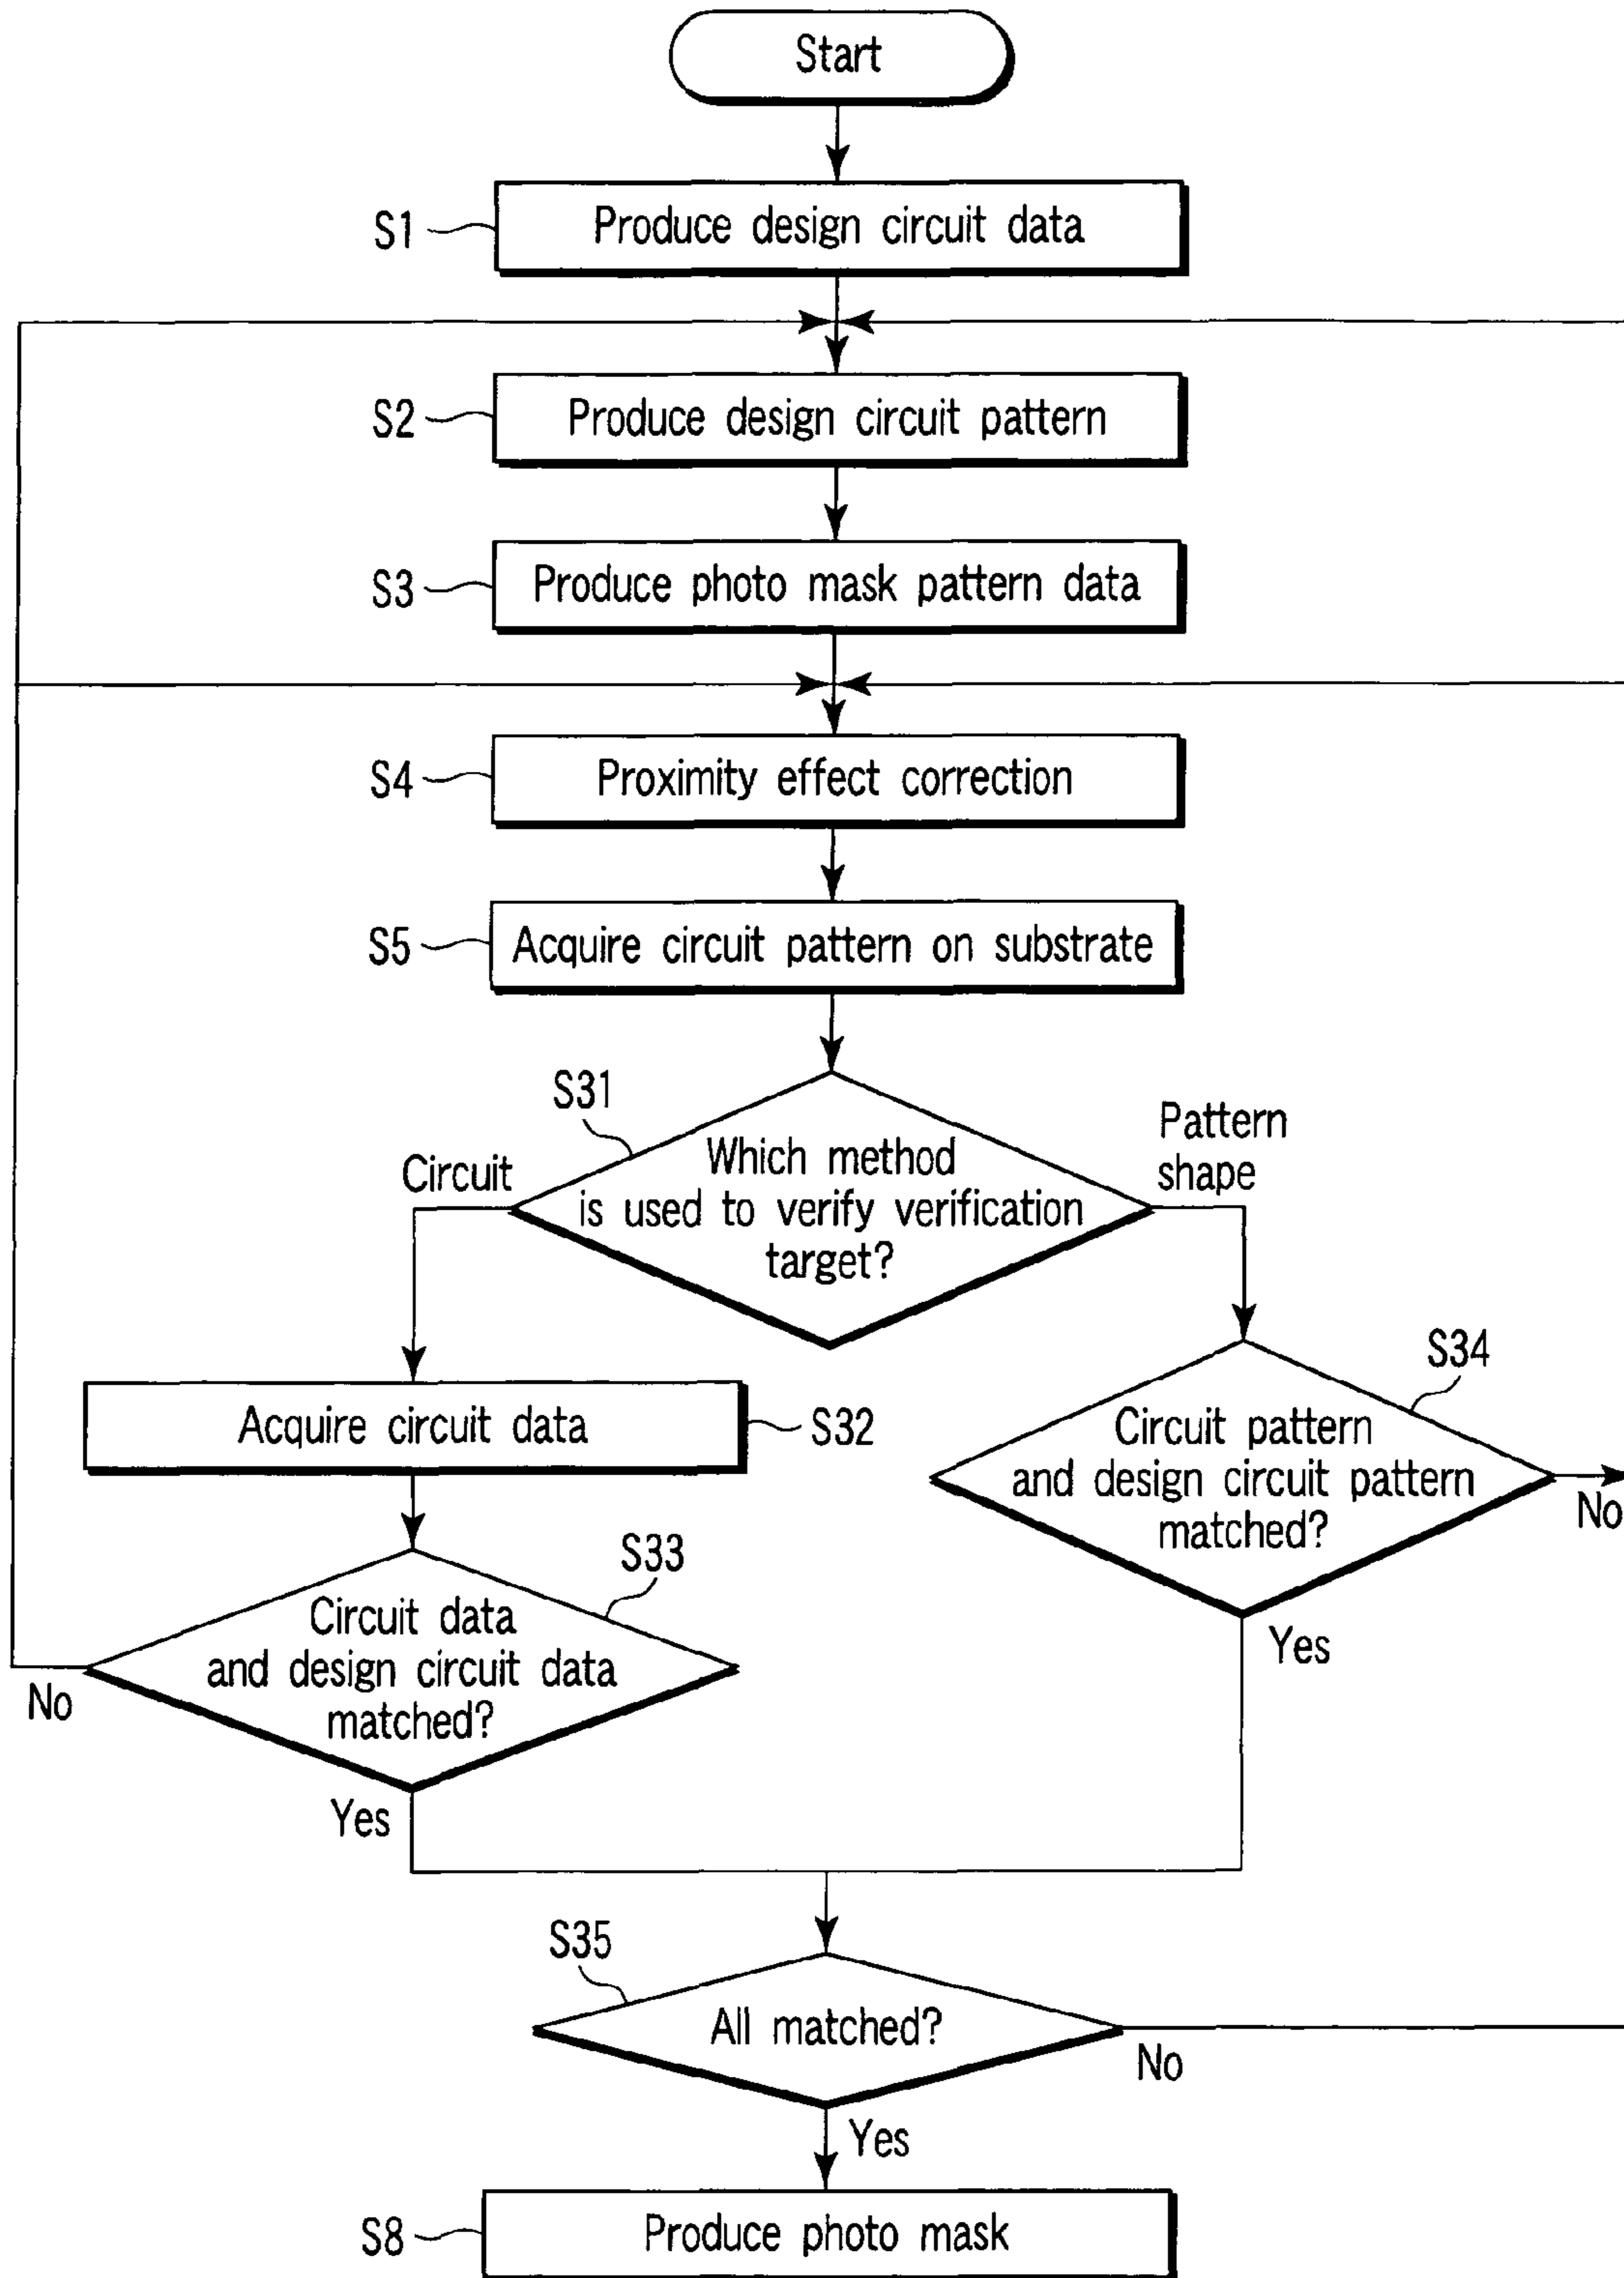 Start
S1
Produce design circuit data
S2
Produce design circuit pattern
S3
Produce photo mask pattern data
S4
Proximity effect correction
S5
Acquire circuit pattern on substrate
S31
Circuit
Which method
is used to verify verification
target?
Pattern
shape
Acquire circuit data
S32
S34
Circuit pattern
and design circuit pattern
matched?
No
Yes
S33
Circuit data
and design circuit data
matched?
No
Yes
S35
All matched?
No
Yes
S8
Produce photo mask